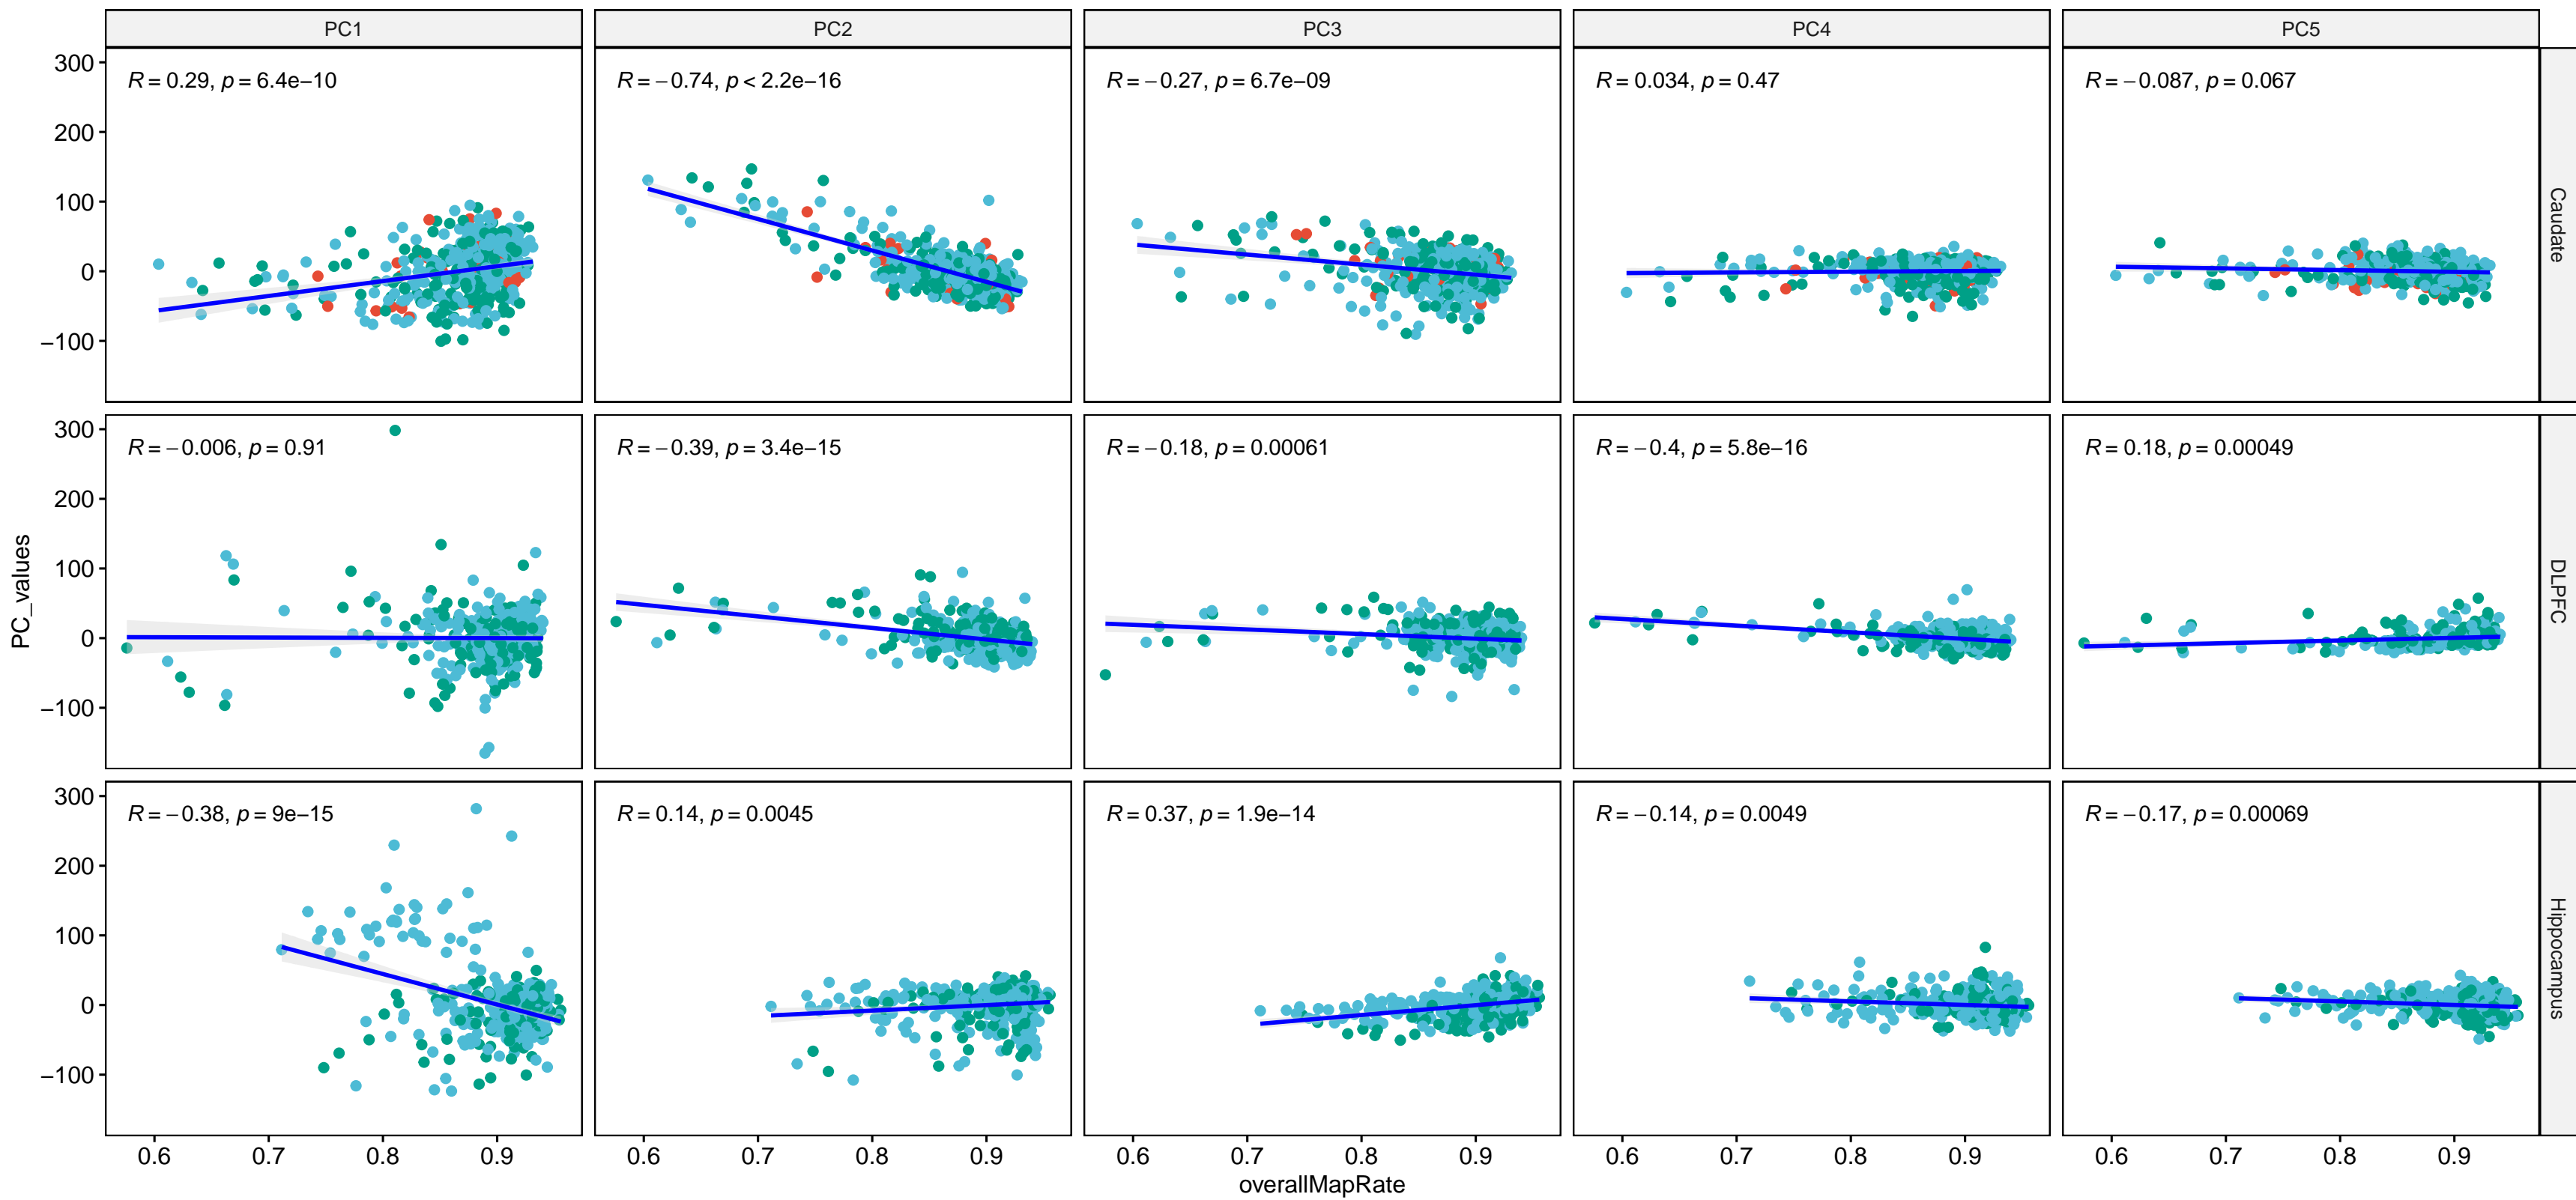 PC1 PC2 PC3 PC4 PC5
300
R = 0.29, p = 6.4e−10
R = −0.74, p < 2.2e−16
R = −0.27, p = 6.7e−09
R = 0.034, p = 0.47
R = −0.087, p = 0.067
200
100
0
−100
Caudate
300
R = −0.006, p = 0.91
R = −0.39, p = 3.4e−15
R = −0.18, p = 0.00061
R = −0.4, p = 5.8e−16
R = 0.18, p = 0.00049
200
100
0
−100
DLPFC
PC_values
300
R = −0.38, p = 9e−15
R = 0.14, p = 0.0045
R = 0.37, p = 1.9e−14
R = −0.14, p = 0.0049
R = −0.17, p = 0.00069
200
100
0
−100
Hippocampus
0.6 0.7 0.8 0.9 0.6 0.7 0.8 0.9 0.6 0.7 0.8 0.9 0.6 0.7 0.8 0.9 0.6 0.7 0.8 0.9
overallMapRate